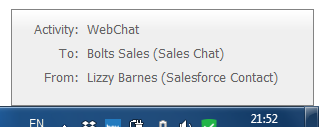 Activity: WebChat
To: Bolts Sales (Sales Chat)
From: Lizzy Barnes (Salesforce Contact)
EN 21:52